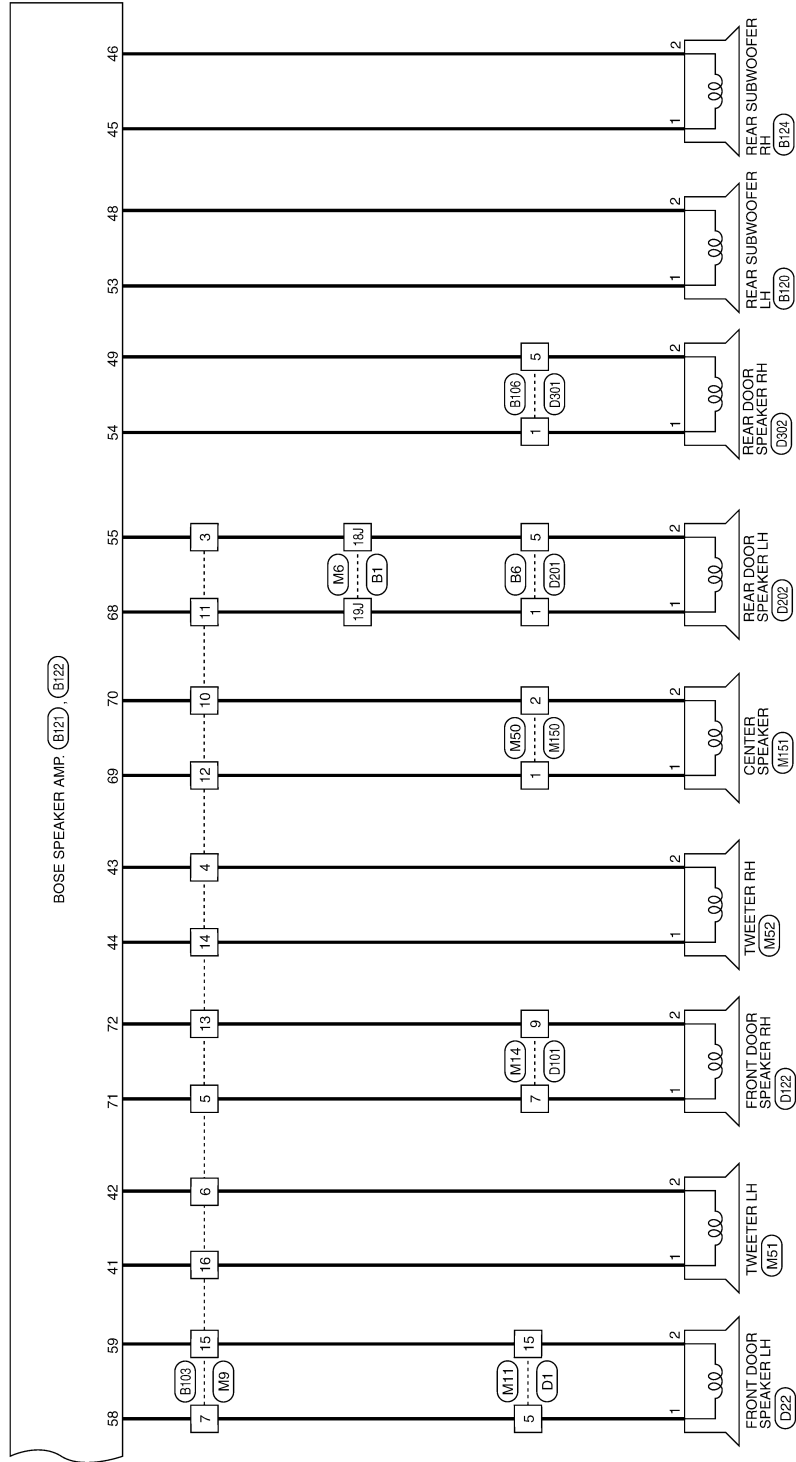 BOSE SPEAKER AMP. B121 , B122
58 59 41 42 71 72 44 43 69 70 68 55 54 49 53 48 45 46
7 B103 15 16 6 5 13 14 4 12 10 11 3
M9
19J M6 18J
B1
5 M11 15 7 M14 9 1 M50 2 1 B6 5 1 B106 5
D1 D101 M150 D201 D301
1 2 1 2 1 2 1 2 1 2 1 2 1 2 1 2 1 2
FRONT DOOR
SPEAKER LH
D22
TWEETER LH
M51
FRONT DOOR
SPEAKER RH
D122
TWEETER RH
M52
CENTER
SPEAKER
M151
REAR DOOR
SPEAKER LH
D202
REAR DOOR
SPEAKER RH
D302
REAR SUBWOOFER
LH
B120
REAR SUBWOOFER
RH
B124